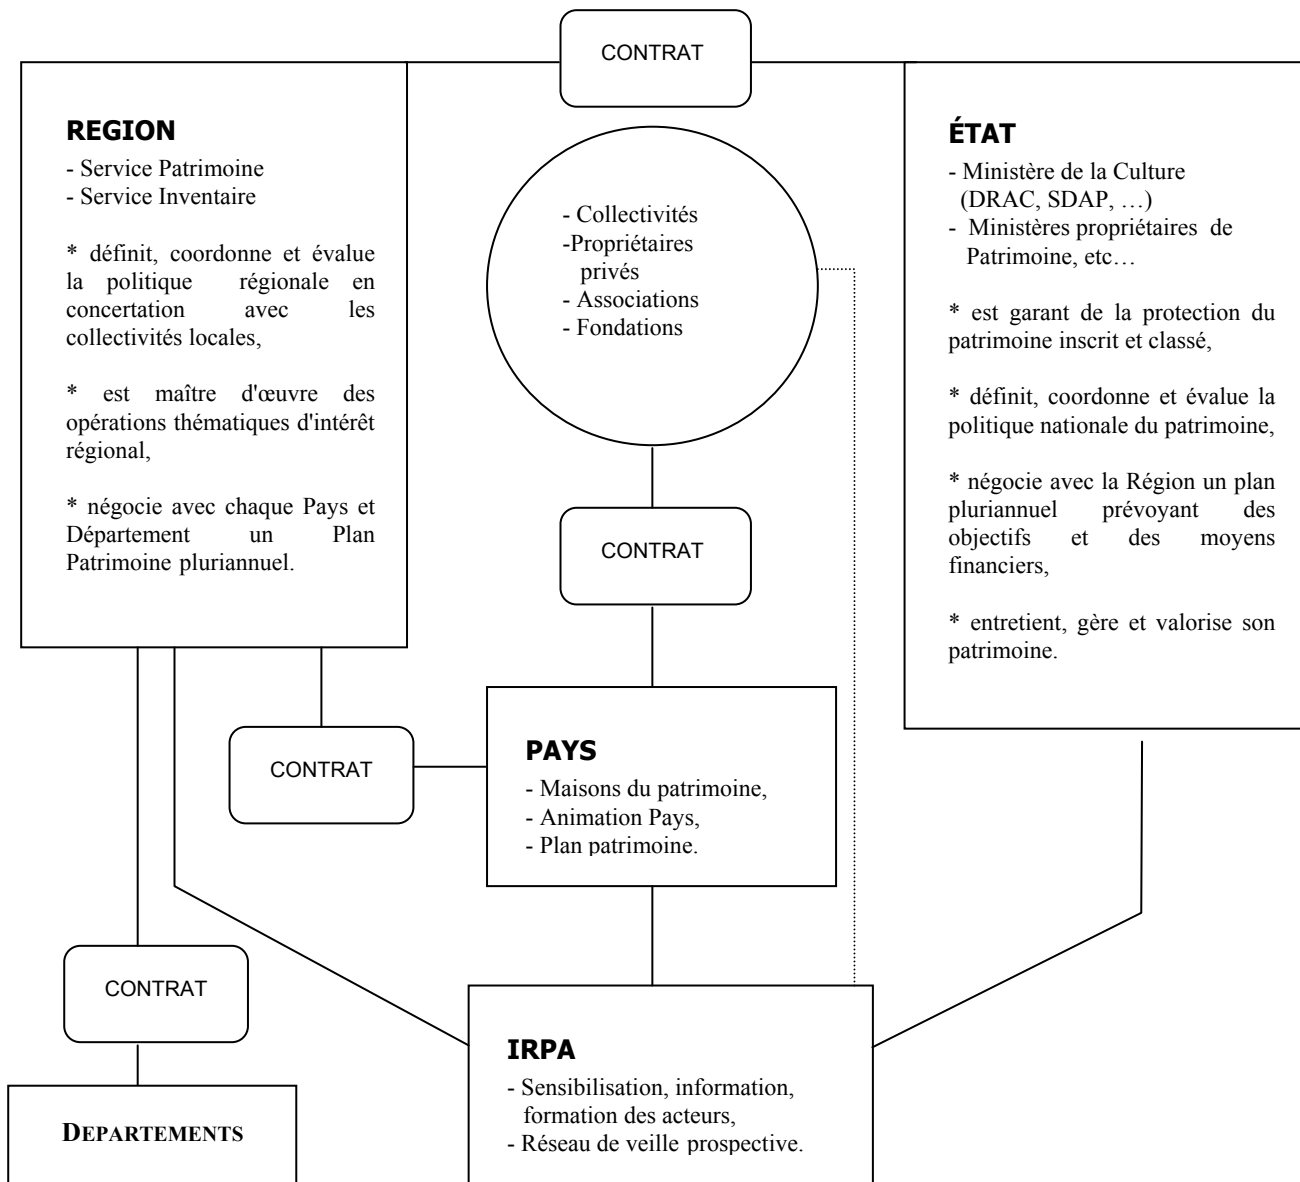 CONTRAT
REGION
- Service Patrimoine
- Service Inventaire
* définit, coordonne et évalue
la politique régionale en
concertation avec les
collectivités locales,
* est maître d'œuvre des
opérations thématiques d'intérêt
régional,
* négocie avec chaque Pays et
Département un Plan
Patrimoine pluriannuel.
- Collectivités
-Propriétaires
privés
- Associations
- Fondations
ÉTAT
- Ministère de la Culture
(DRAC, SDAP, …)
- Ministères propriétaires de
Patrimoine, etc…
* est garant de la protection du
patrimoine inscrit et classé,
* définit, coordonne et évalue la
politique nationale du patrimoine,
* négocie avec la Région un plan
pluriannuel prévoyant des
objectifs et des moyens
financiers,
* entretient, gère et valorise son
patrimoine.
CONTRAT
CONTRAT
PAYS
- Maisons du patrimoine,
- Animation Pays,
- Plan patrimoine.
CONTRAT
DEPARTEMENTS
IRPA
- Sensibilisation, information,
formation des acteurs,
- Réseau de veille prospective.